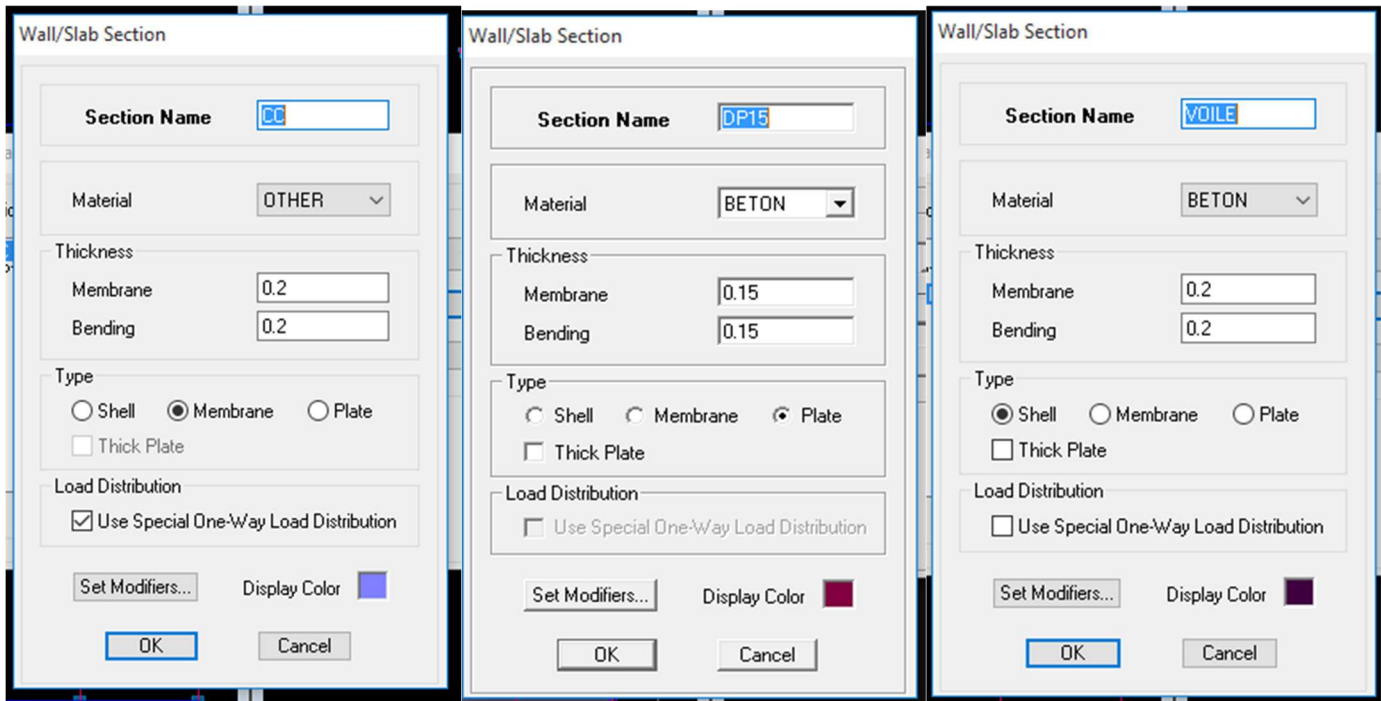 Wall/Slab Section
Section Name CC
Material OTHER
Thickness
Membrane 0.2
Bending 0.2
Type
Shell Membrane Plate
Thick Plate
Load Distribution
Use Special One-Way Load Distribution
Set Modifiers... Display Color
OK Cancel
Wall/Slab Section
Section Name DP15
Material BETON
Thickness
Membrane 0.15
Bending 0.15
Type
Shell Membrane Plate
Thick Plate
Load Distribution
Use Special One-Way Load Distribution
Set Modifiers... Display Color
OK Cancel
Wall/Slab Section
Section Name VOILE
Material BETON
Thickness
Membrane 0.2
Bending 0.2
Type
Shell Membrane Plate
Thick Plate
Load Distribution
Use Special One-Way Load Distribution
Set Modifiers... Display Color
OK Cancel